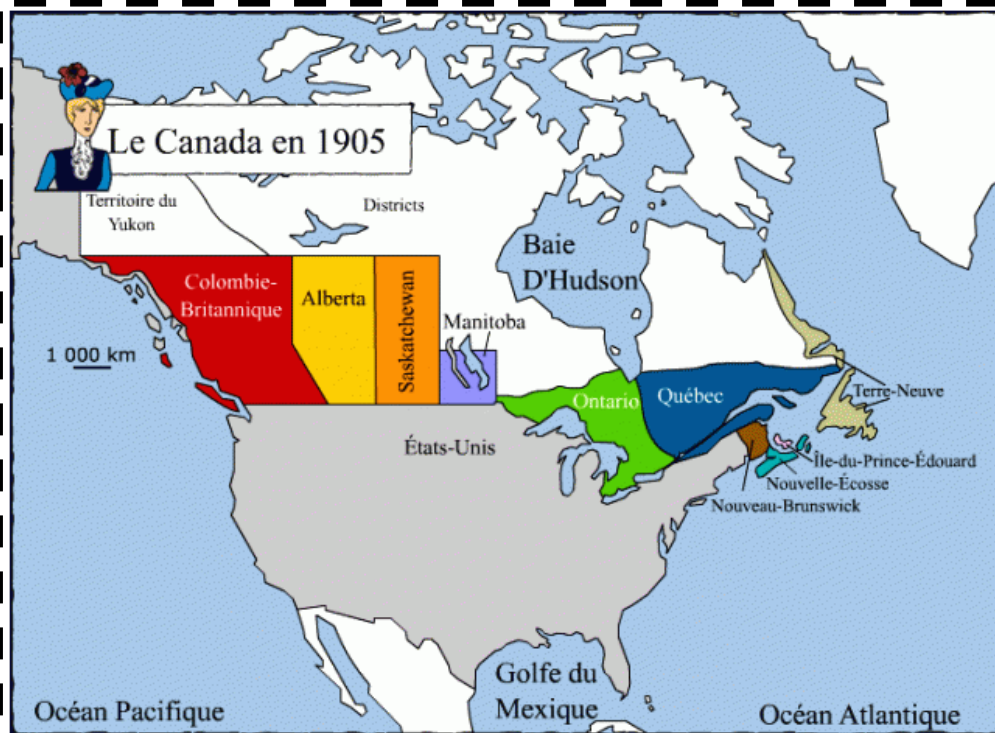 Le Canada en 1905
Territoire du
Yukon
Districts
Baie
D'Hudson
Colombie-
Britannique
Alberta
Saskatchewan
Manitoba
1 000 km
Ontario
Québec
Terre-Neuve
États-Unis
Île-du-Prince-Édouard
Nouvelle-Écosse
Nouveau-Brunswick
Golfe du
Mexique
Océan Pacifique
Océan Atlantique